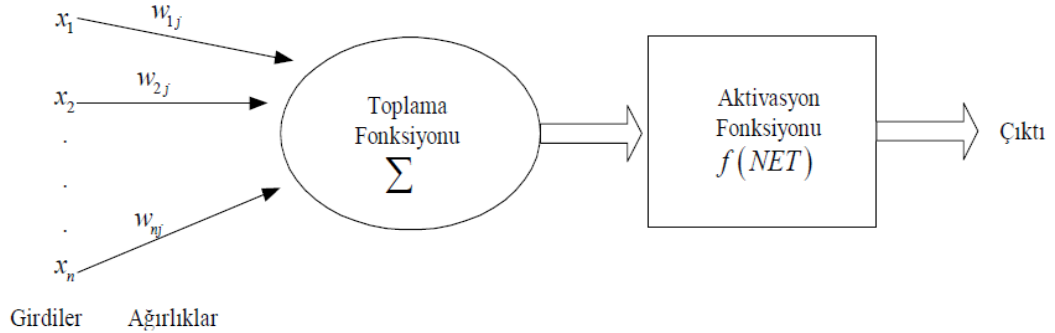 x1
w1j
x2
w2j
.
.
.
wnj
xn
Toplama
Fonksiyonu
∑
Aktivasyon
Fonksiyonu
f(NET)
Çıktı
Girdiler
Ağırlıklar